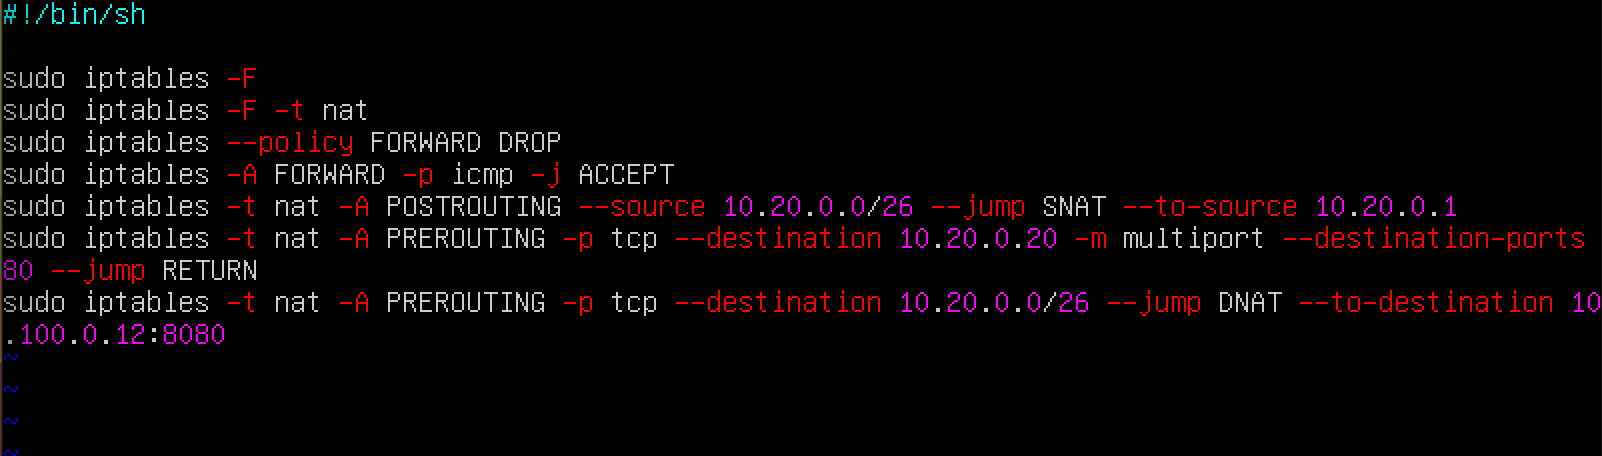 #!/bin/sh
sudo iptables -F
sudo iptables -F -t nat
sudo iptables --policy FORWARD DROP
sudo iptables -A FORWARD -p icmp -j ACCEPT
sudo iptables -t nat -A POSTROUTING --source 10.20.0.0/26 --jump SNAT --to-source 10.20.0.1
sudo iptables -t nat -A PREROUTING -p tcp --destination 10.20.0.20 -m multiport --destination-ports
80 --jump RETURN
sudo iptables -t nat -A PREROUTING -p tcp --destination 10.20.0.0/26 --jump DNAT --to-destination 10
.100.0.12:8080
~
~
~
~